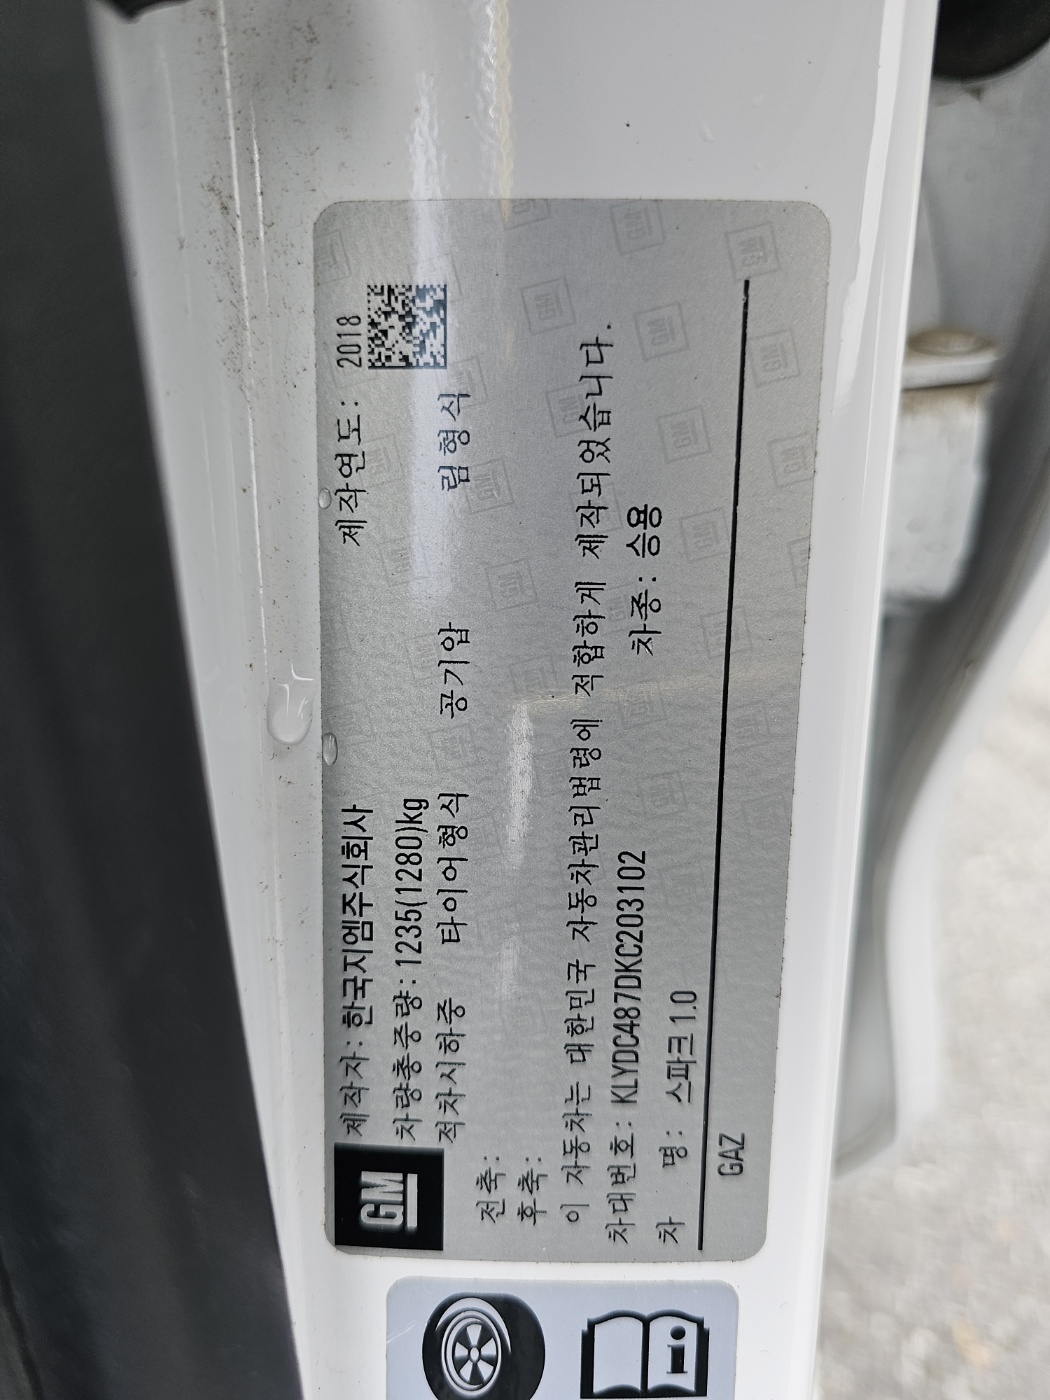 GM
제작자: 한국지엠주식회사 제작연도: 2018
차량총중량: 1235(1280)kg
적차시하중 타이어형식 공기압 림형식
전축:
후축:
이 자동차는 대한민국 자동차관리법령에 적합하게 제작되었습니다.
차대번호: KLYDC487DKC203102 차종: 승용
차 명: 스파크 1.0
GAZ